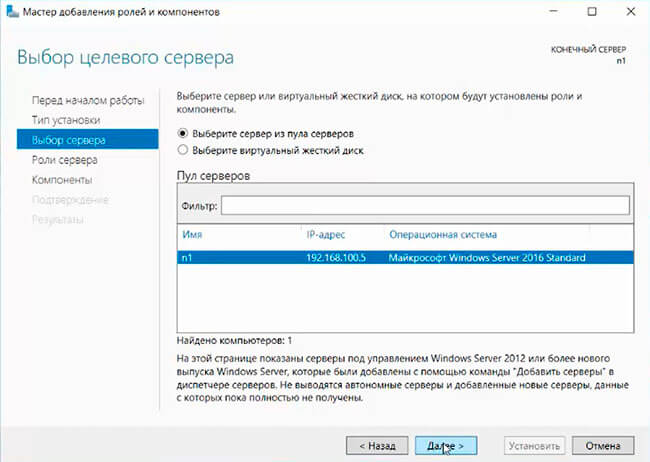 Мастер добавления ролей и компонентов
Выбор целевого сервера
КОНЕЧНЫЙ СЕРВЕР
n1
Перед началом работы
Тип установки
Выбор сервера
Роли сервера
Компоненты
Подтверждение
Результаты
Выберите сервер или виртуальный жесткий диск, на котором будут установлены роли и
компоненты.
Выберите сервер из пула серверов
Выберите виртуальный жесткий диск
Пул серверов
Фильтр:
Имя IP-адрес Операционная система
n1 192.168.100.5 Майкрософт Windows Server 2016 Standard
Найдено компьютеров: 1
На этой странице показаны серверы под управлением Windows Server 2012 или более нового
выпуска Windows Server, которые были добавлены с помощью команды "Добавить серверы" в
диспетчере серверов. Не выводятся автономные серверы и добавленные новые серверы, данные
с которых пока полностью не получены.
< Назад Далее > Установить Отмена